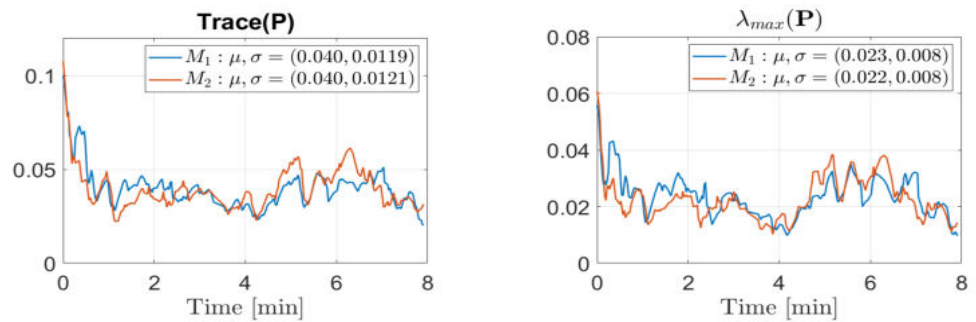 Trace(P)
M₁ : μ, σ = (0.040, 0.0119)
M₂ : μ, σ = (0.040, 0.0121)
0.1
0.05
0
0 2 4 6 8
Time [min]
λmax(P)
M₁ : μ, σ = (0.023, 0.008)
M₂ : μ, σ = (0.022, 0.008)
0.08
0.06
0.04
0.02
0
0 2 4 6 8
Time [min]